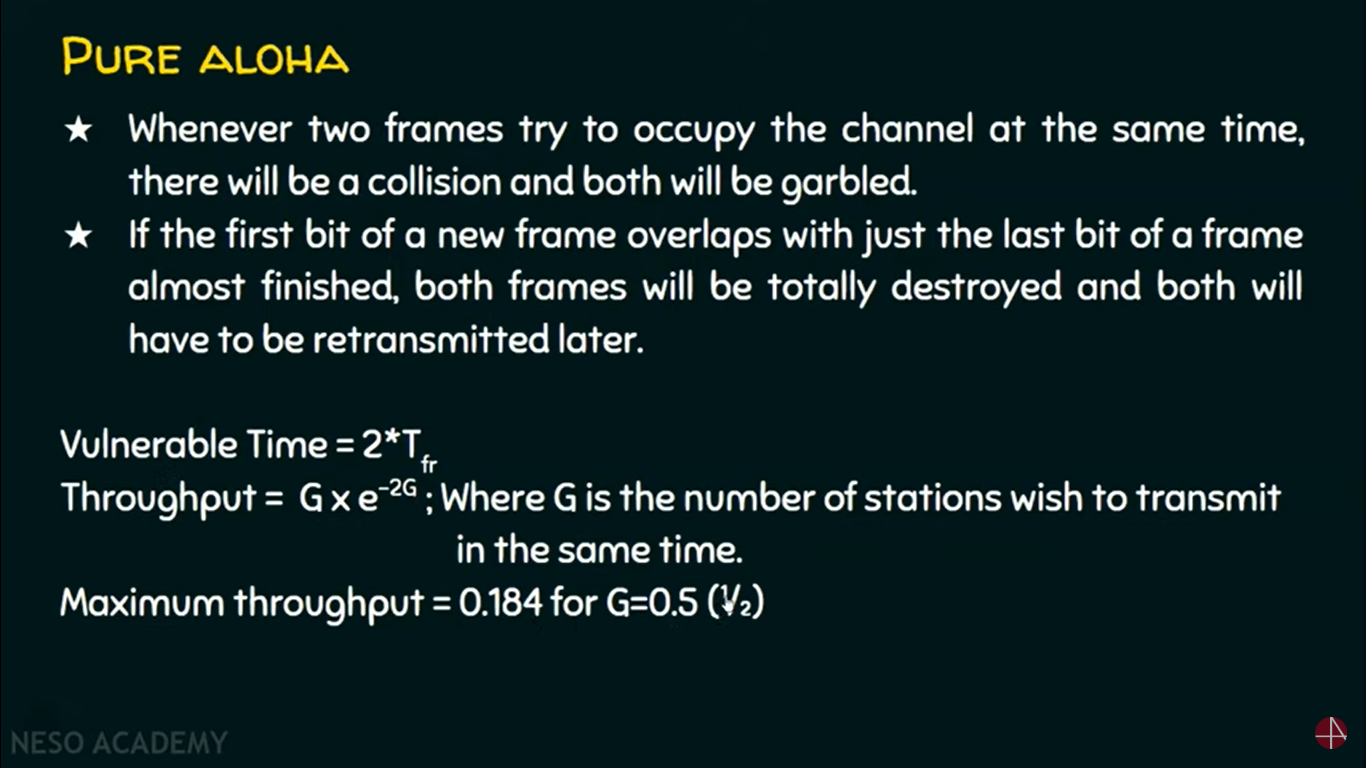 PURE ALOHA
★ Whenever two frames try to occupy the channel at the same time,
there will be a collision and both will be garbled.
★ If the first bit of a new frame overlaps with just the last bit of a frame
almost finished, both frames will be totally destroyed and both will
have to be retransmitted later.
Vulnerable Time = 2*Tfr
Throughput = G x e⁻²ᴳ ; Where G is the number of stations wish to transmit
in the same time.
Maximum throughput = 0.184 for G=0.5 (½)
NESO ACADEMY